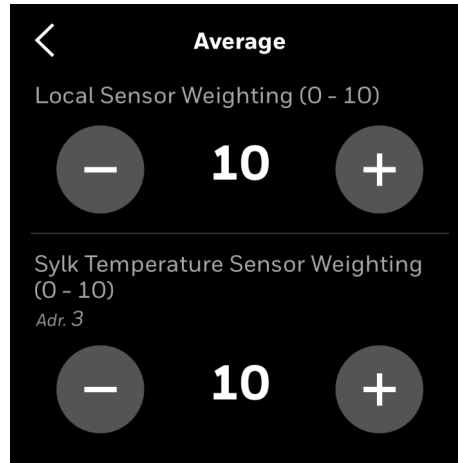 Average
Local Sensor Weighting (0 - 10)
− 10 +
Sylk Temperature Sensor Weighting
(0 - 10)
Adr. 3
− 10 +